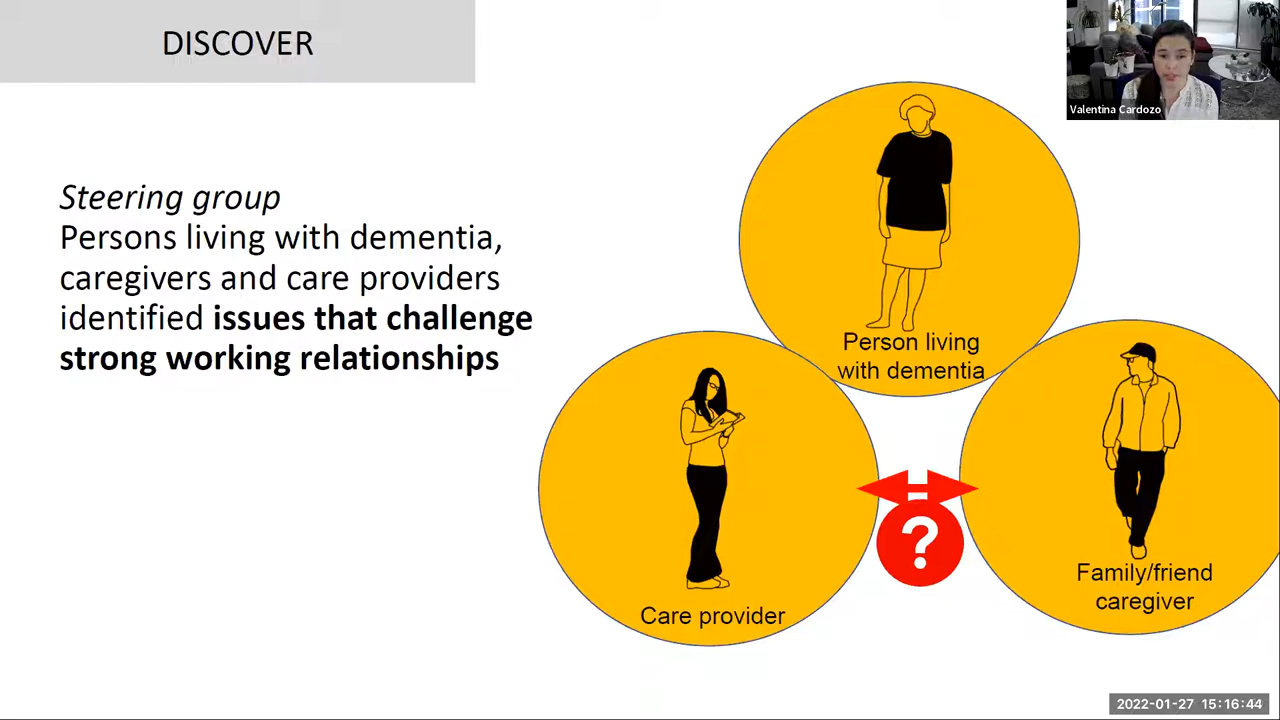 DISCOVER
Valentina Cardozo
Steering group
Persons living with dementia,
caregivers and care providers
identified issues that challenge
strong working relationships
Person living
with dementia
?
Care provider
Family/friend
caregiver
2022-01-27 15:16:44